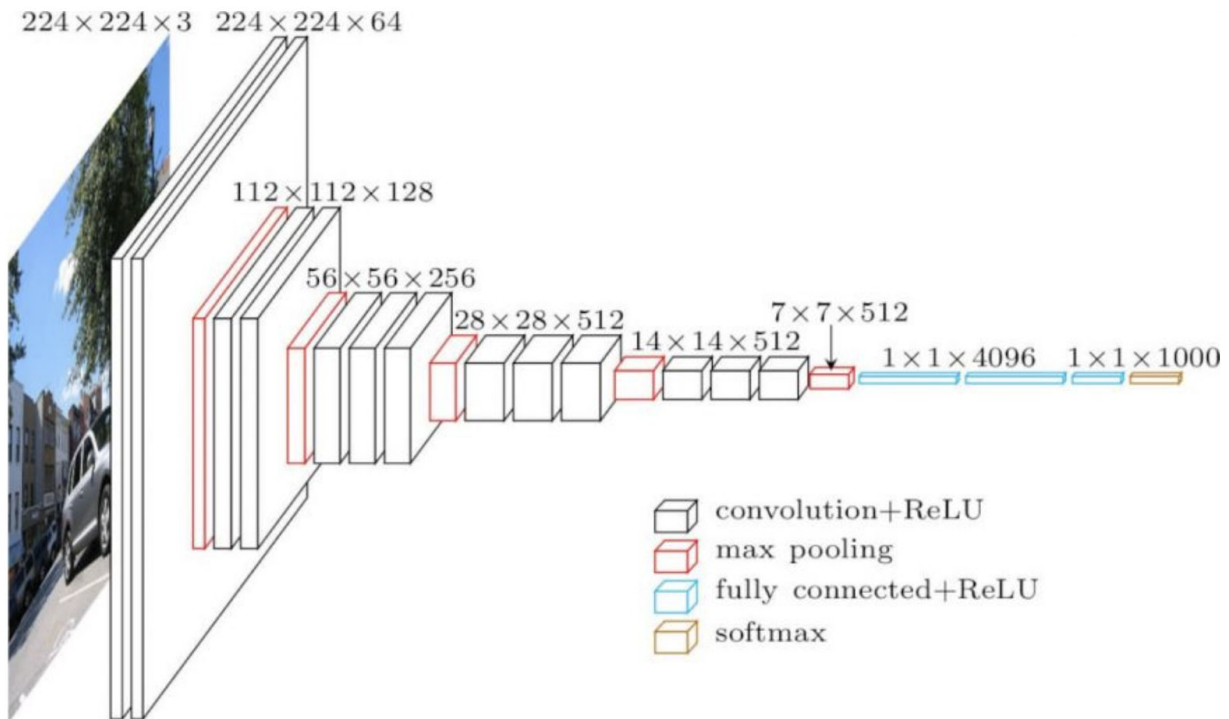 224×224×3
224×224×64
112×112×128
56×56×256
28×28×512
14×14×512
7×7×512
1×1×4096
1×1×1000
convolution+ReLU
max pooling
fully connected+ReLU
softmax